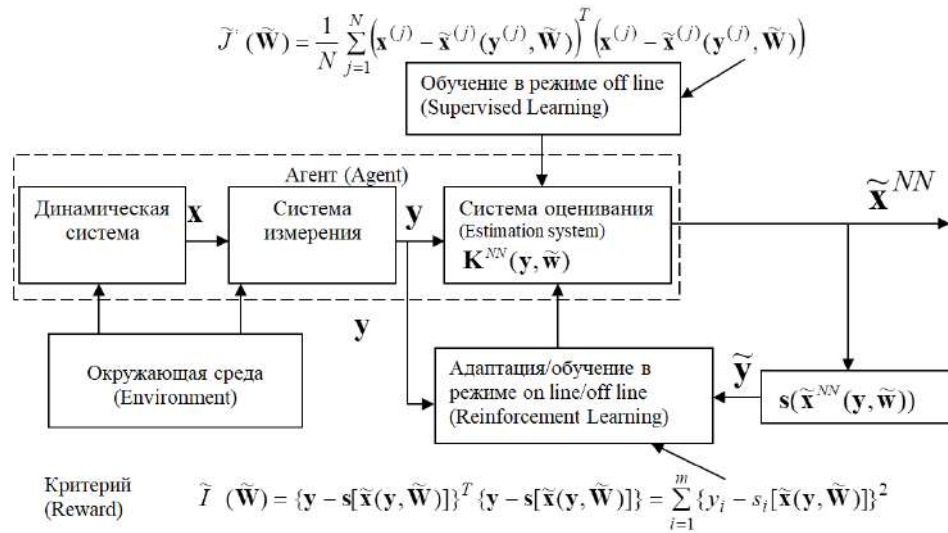 J̃* (W̃) = 1/N ∑_{j=1}^{N} (x^(j) − x̃^(j)(y^(j), W̃))^T (x^(j) − x̃^(j)(y^(j), W̃))
Обучение в режиме off line
(Supervised Learning)
Агент (Agent)
Динамическая
система
x
Система
измерения
y
Система оценивания
(Estimation system)
K^NN(y, w̃)
x̃^NN
y
Окружающая среда
(Environment)
Адаптация/обучение в
режиме on line/off line
(Reinforcement Learning)
ỹ
s(x̃^NN(y, w̃))
Критерий
(Reward)
Ĩ (W̃) = {y − s[x̃(y, W̃)]}^T {y − s[x̃(y, W̃)]} = ∑_{i=1}^{m} {y_i − s_i[x̃(y, W̃)]}^2